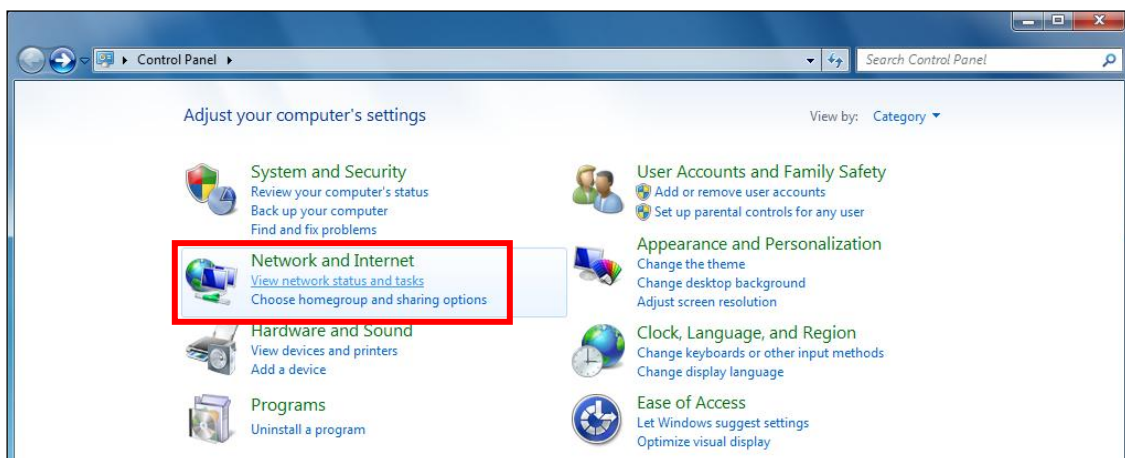 Control Panel
Search Control Panel
Adjust your computer's settings
View by: Category
System and Security
Review your computer's status
Back up your computer
Find and fix problems
Network and Internet
View network status and tasks
Choose homegroup and sharing options
Hardware and Sound
View devices and printers
Add a device
Programs
Uninstall a program
User Accounts and Family Safety
Add or remove user accounts
Set up parental controls for any user
Appearance and Personalization
Change the theme
Change desktop background
Adjust screen resolution
Clock, Language, and Region
Change keyboards or other input methods
Change display language
Ease of Access
Let Windows suggest settings
Optimize visual display